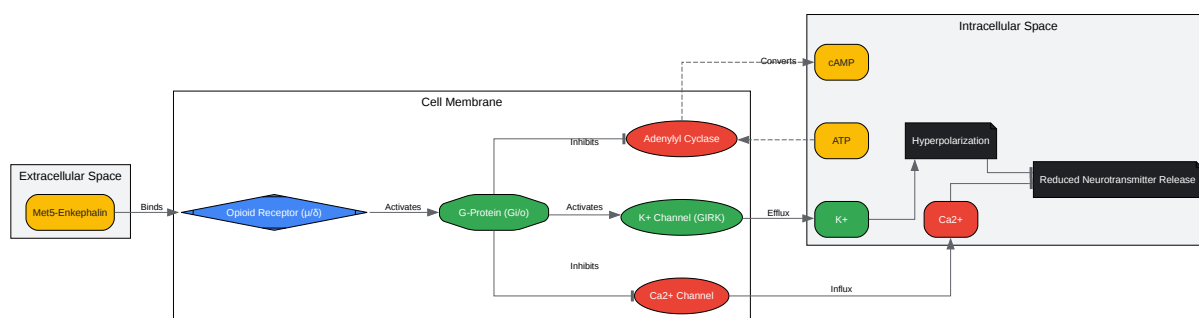 Intracellular Space
cAMP
Converts
Cell Membrane
Adenylyl Cyclase
ATP
Hyperpolarization
Inhibits
Extracellular Space
Reduced Neurotransmitter Release
Met5-Enkephalin
Binds
Opioid Receptor (μ/δ)
Activates
G-Protein (Gi/o)
Activates
K+ Channel (GIRK)
Efflux
K+
Ca2+
Inhibits
Ca2+ Channel
Influx